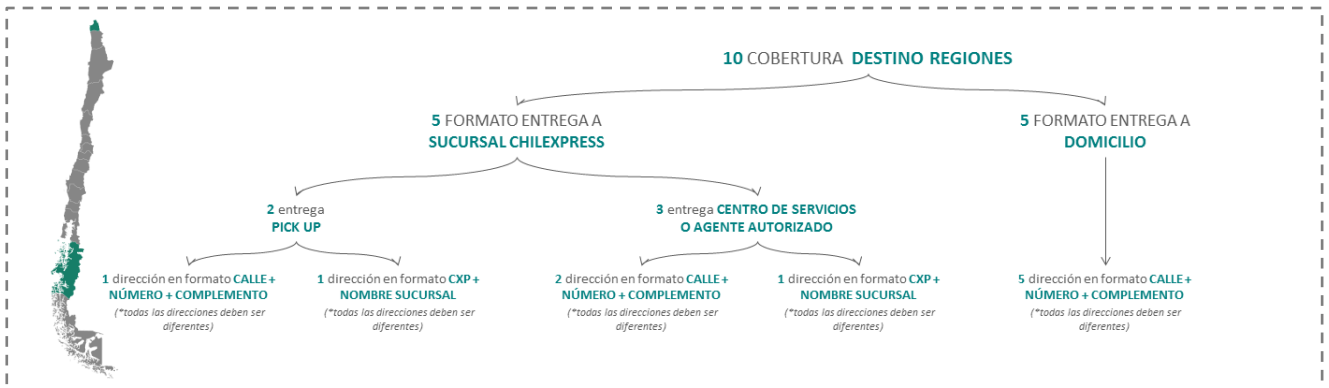 10 COBERTURA DESTINO REGIONES
5 FORMATO ENTREGA A
SUCURSAL CHILEXPRESS
5 FORMATO ENTREGA A
DOMICILIO
2 entrega
PICK UP
3 entrega CENTRO DE SERVICIOS
O AGENTE AUTORIZADO
1 dirección en formato CALLE +
NÚMERO + COMPLEMENTO
(*todas las direcciones deben ser
diferentes)
1 dirección en formato CXP +
NOMBRE SUCURSAL
(*todas las direcciones deben ser
diferentes)
2 dirección en formato CALLE +
NÚMERO + COMPLEMENTO
(*todas las direcciones deben ser
diferentes)
1 dirección en formato CXP +
NOMBRE SUCURSAL
(*todas las direcciones deben ser
diferentes)
5 dirección en formato CALLE +
NÚMERO + COMPLEMENTO
(*todas las direcciones deben ser
diferentes)